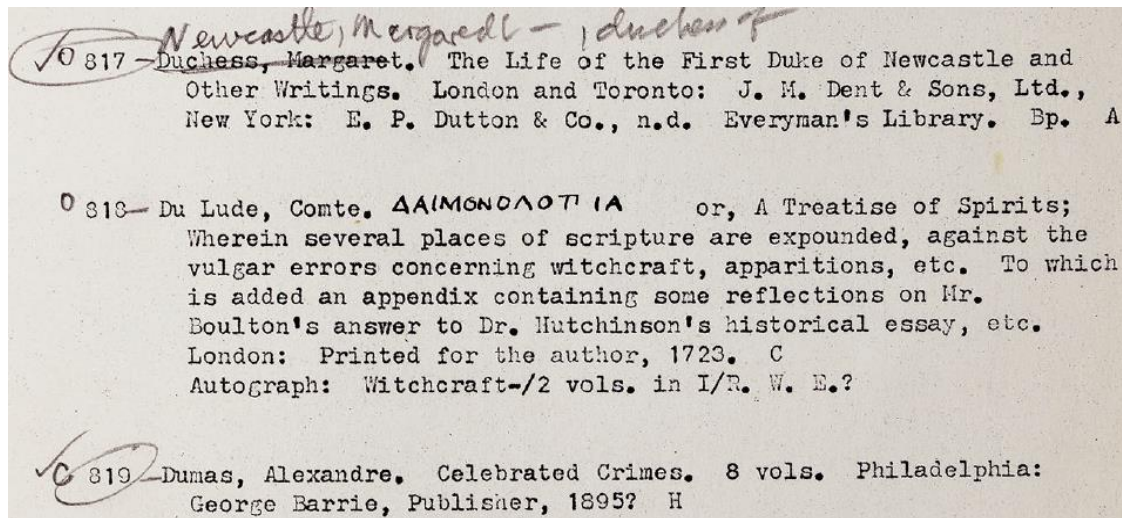 Newcastle, Margaret - , duchess of
O 817 - Duchess, Margaret. The Life of the First Duke of Newcastle and
Other Writings. London and Toronto: J. M. Dent & Sons, Ltd.,
New York: E. P. Dutton & Co., n.d. Everyman's Library. Bp. A
O 818 - Du Lude, Comte. ΔΑΙΜΟΝΟΛΟΤΙΑ or, A Treatise of Spirits;
Wherein several places of scripture are expounded, against the
vulgar errors concerning witchcraft, apparitions, etc. To which
is added an appendix containing some reflections on Mr.
Boulton's answer to Dr. Hutchinson's historical essay, etc.
London: Printed for the author, 1723. C
Autograph: Witchcraft-/2 vols. in I/R. W. E.?
C 819 - Dumas, Alexandre. Celebrated Crimes. 8 vols. Philadelphia:
George Barrie, Publisher, 1895? H